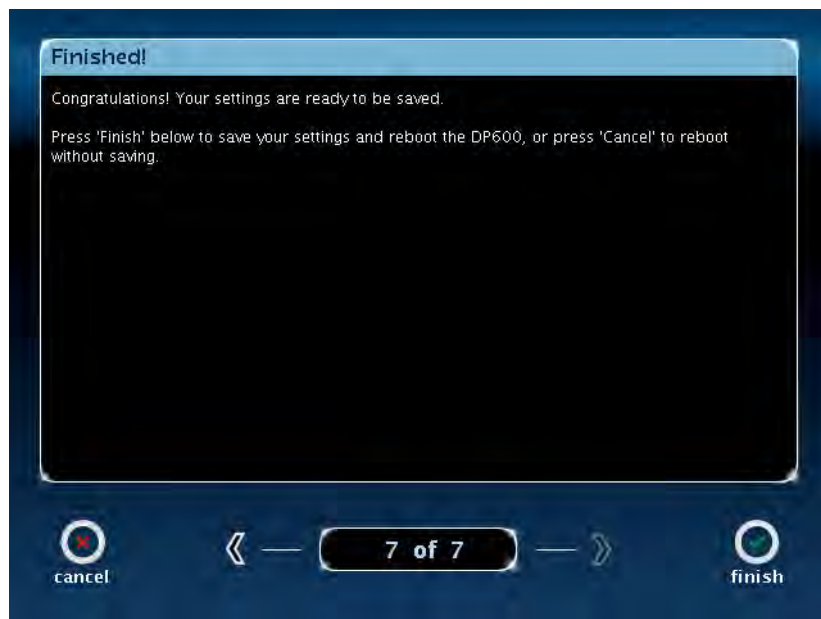 Finished!
Congratulations! Your settings are ready to be saved.
Press 'Finish' below to save your settings and reboot the DP600, or press 'Cancel' to reboot
without saving.
7 of 7
cancel
finish